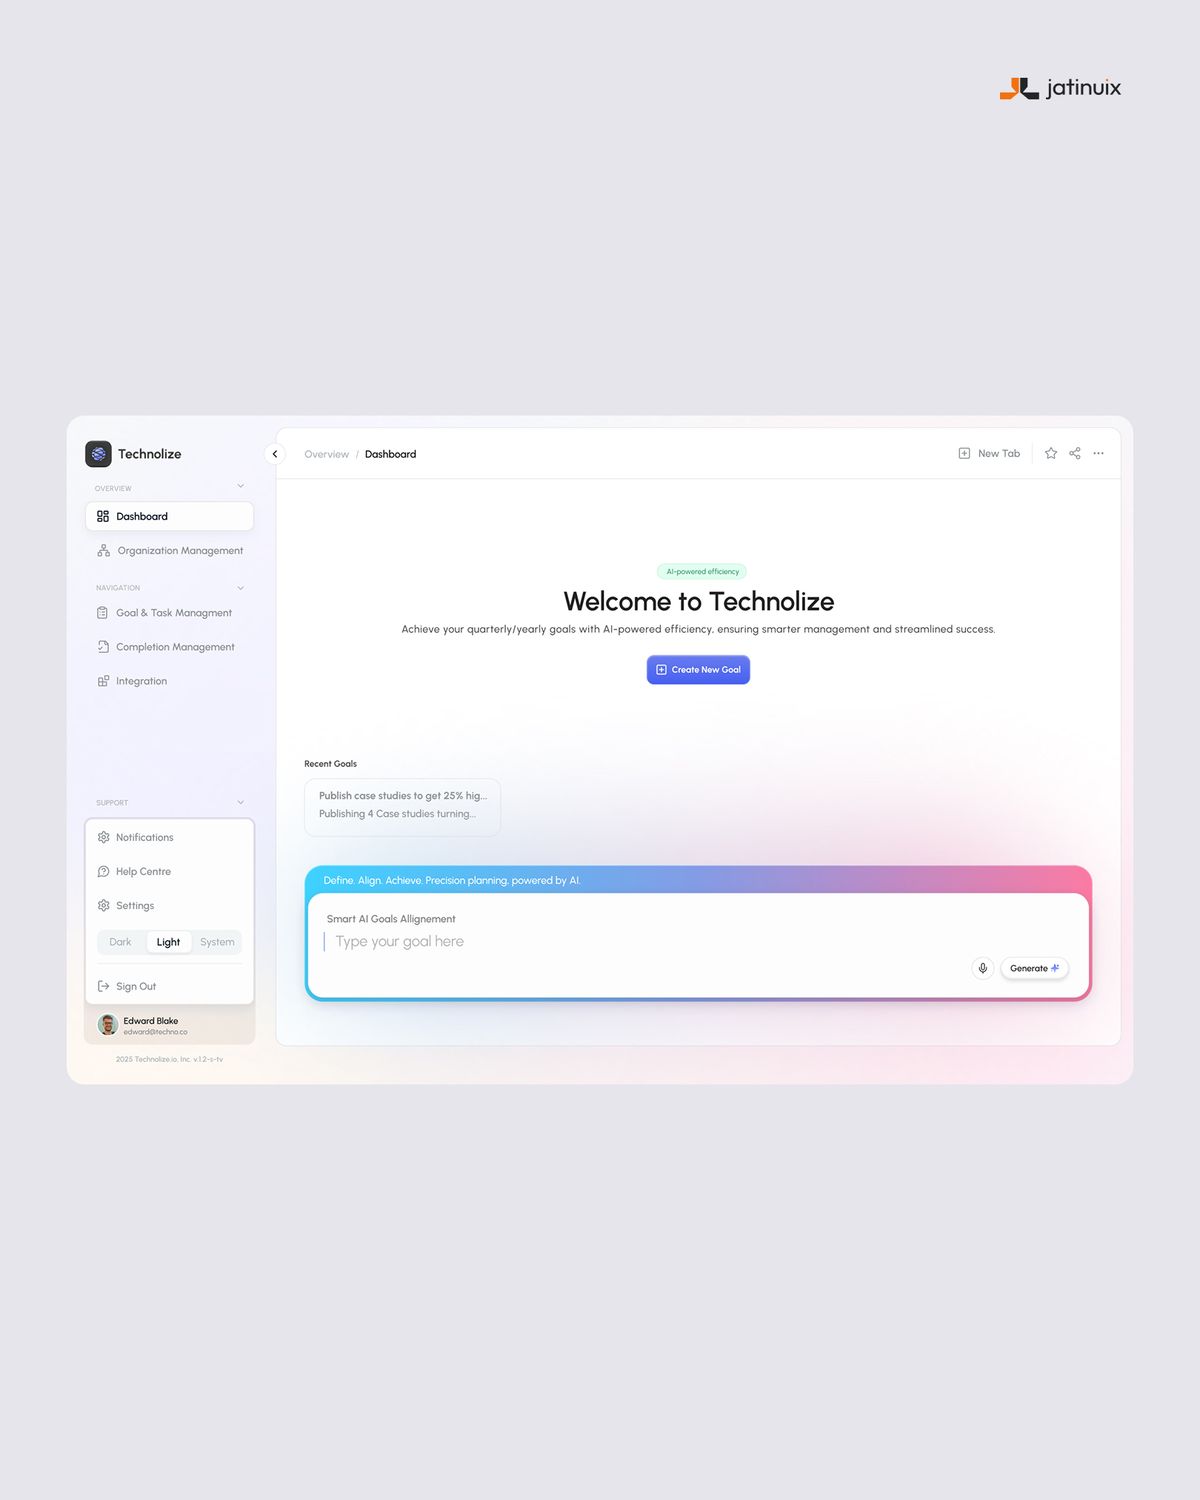 jatinuix
Technolize
OVERVIEW
Dashboard
Organization Management
NAVIGATION
Goal & Task Managment
Completion Management
Integration
SUPPORT
Notifications
Help Centre
Settings
Dark Light System
Sign Out
Edward Blake
edward@techno.co
2025 Technolize.io, Inc. v.1.2-s-tv
Overview / Dashboard
New Tab
AI-powered efficiency
Welcome to Technolize
Achieve your quarterly/yearly goals with AI-powered efficiency, ensuring smarter management and streamlined success.
Create New Goal
Recent Goals
Publish case studies to get 25% hig...
Publishing 4 Case studies turning...
Define. Align. Achieve. Precision planning, powered by AI.
Smart AI Goals Allignement
Type your goal here
Generate